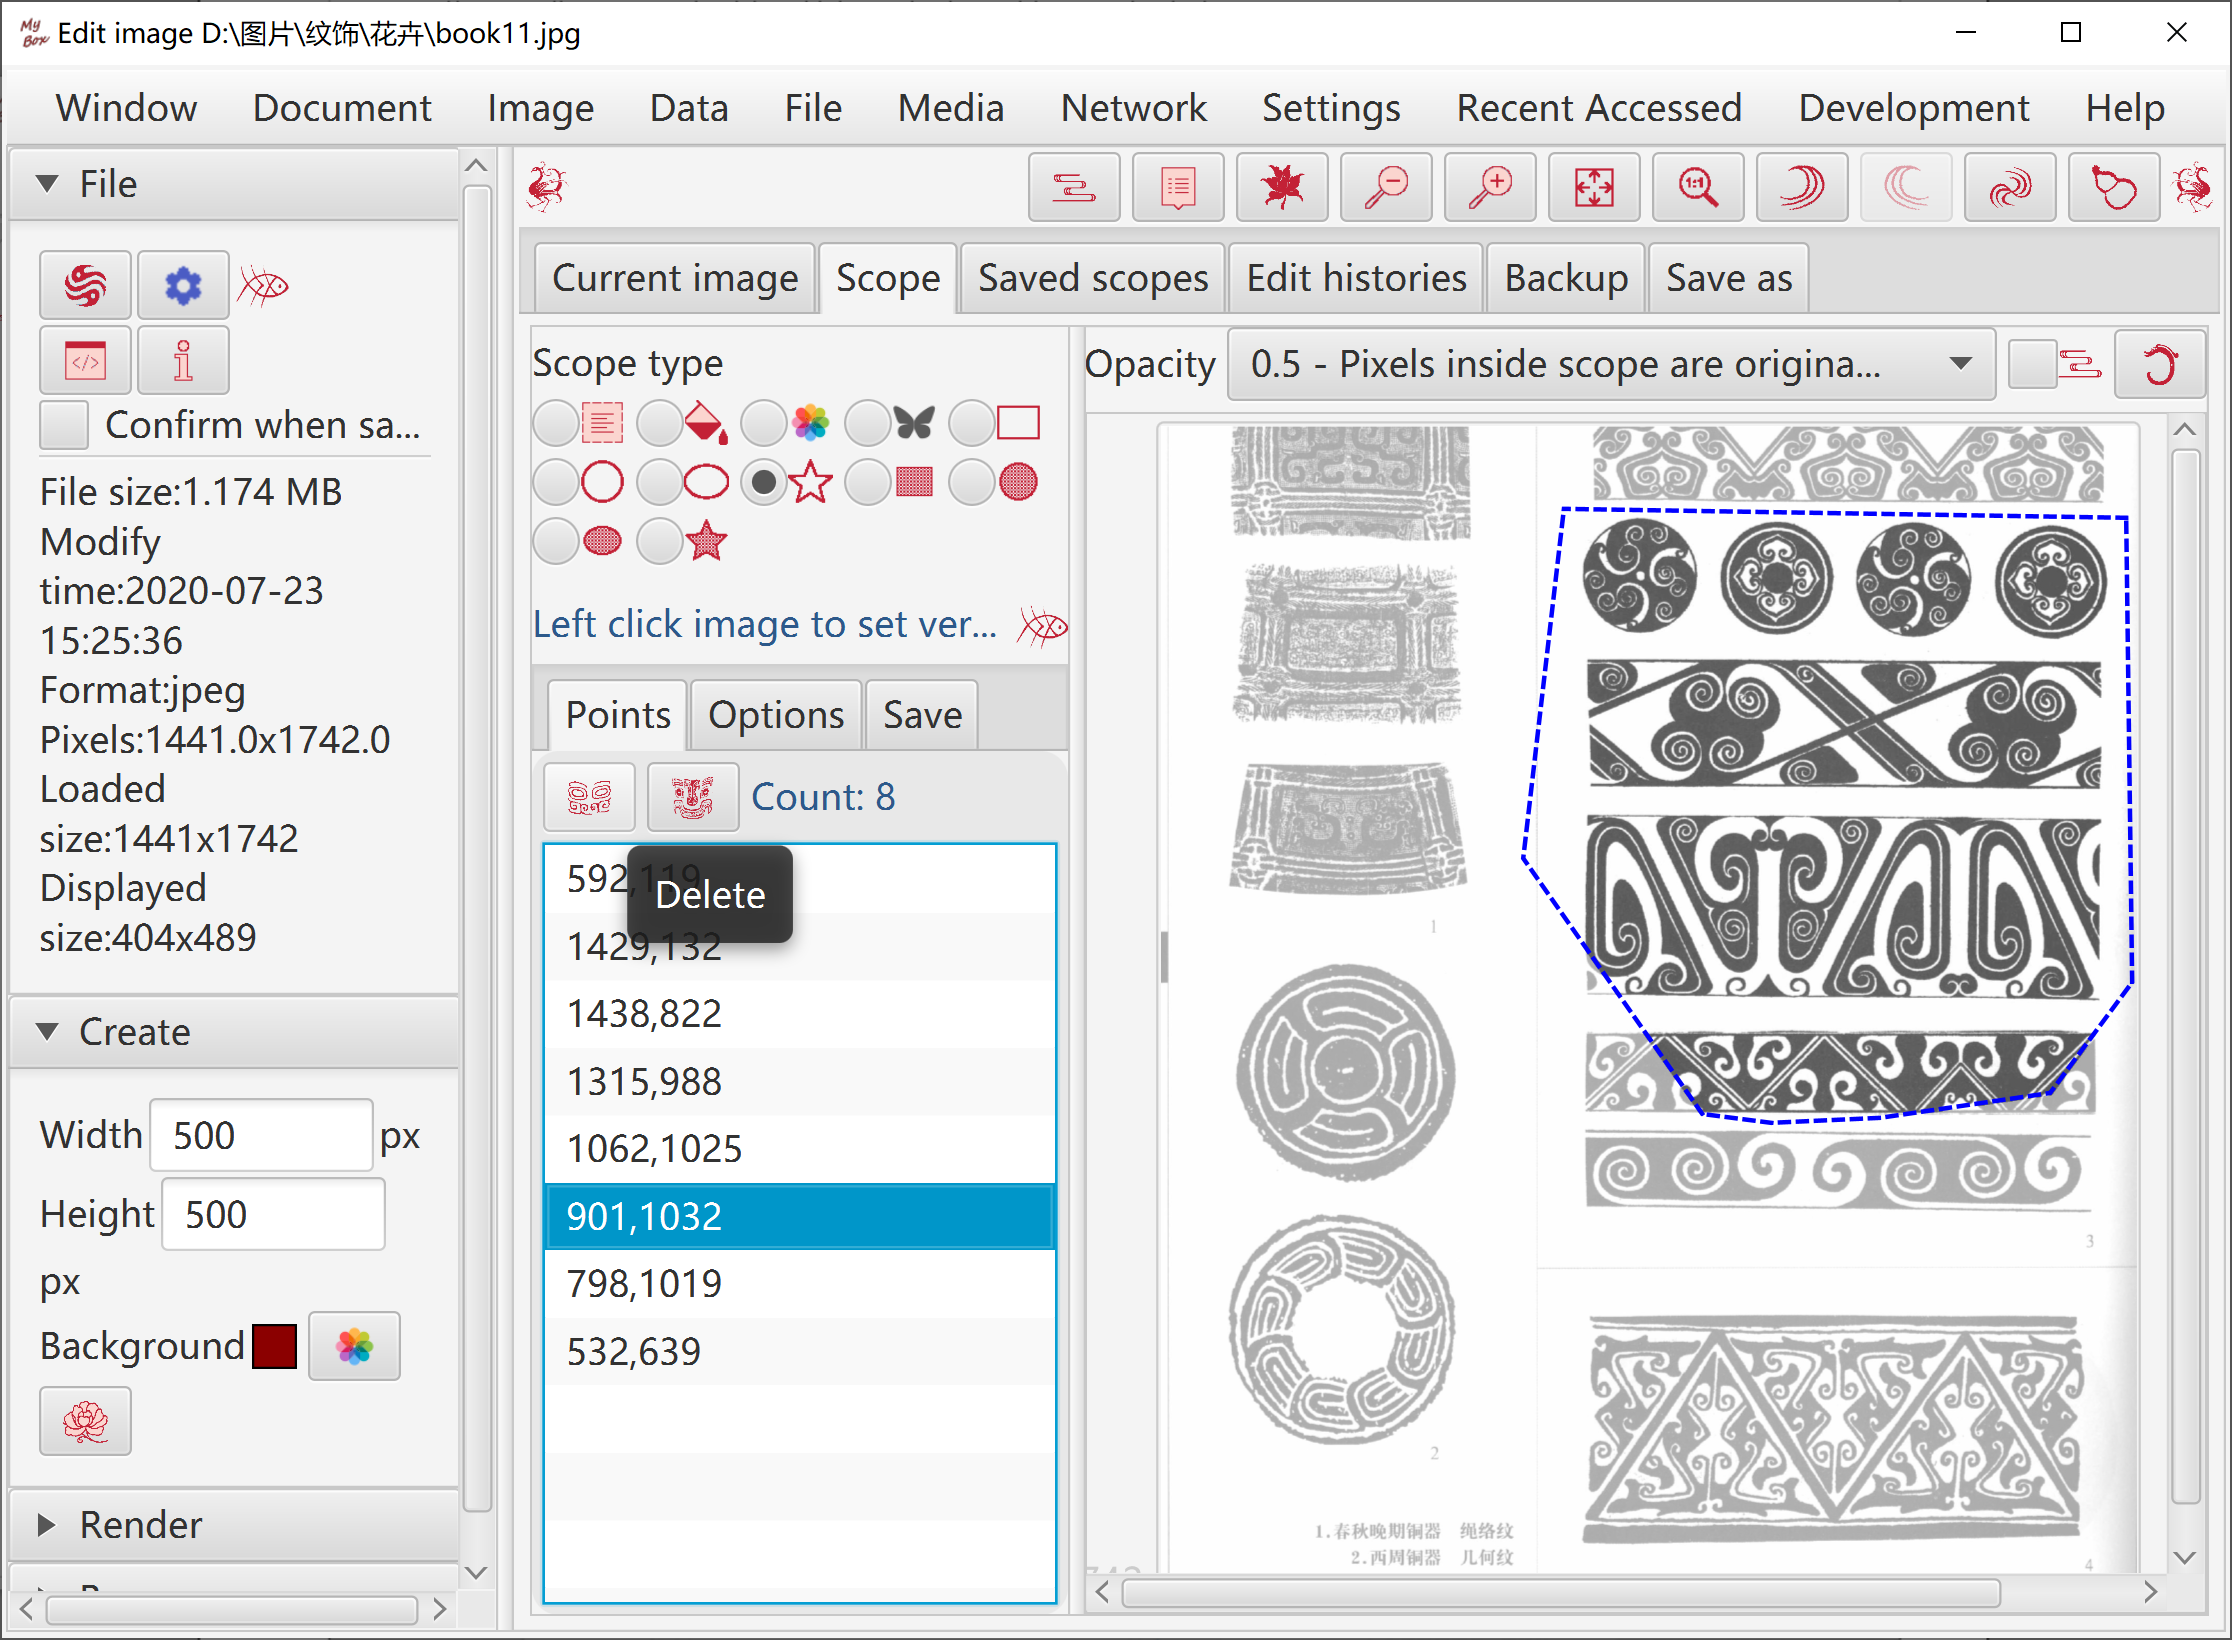 My Box Edit image D:\图片\纹饰\花卉\book11.jpg
Window Document Image Data File Media Network Settings Recent Accessed Development Help
File
Confirm when sa...
File size:1.174 MB
Modify
time:2020-07-23
15:25:36
Format:jpeg
Pixels:1441.0x1742.0
Loaded
size:1441x1742
Displayed
size:404x489
Create
Width 500 px
Height 500
px
Background
Render
1:1
Current image Scope Saved scopes Edit histories Backup Save as
Scope type
Left click image to set ver...
Points Options Save
Count: 8
592,119
Delete
1429,132
1438,822
1315,988
1062,1025
901,1032
798,1019
532,639
Opacity 0.5 - Pixels inside scope are origina...
1
2
3
1.春秋晚期铜器 绳络纹
2.西周铜器 几何纹
4